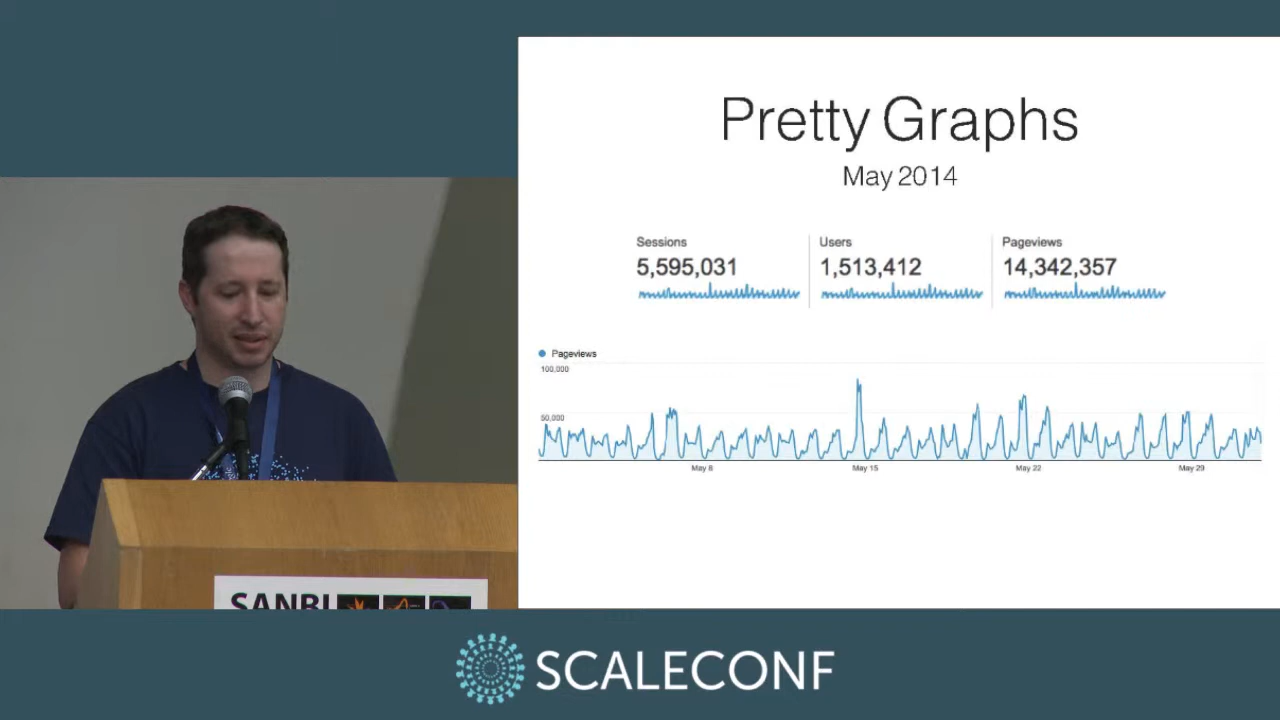 Pretty Graphs
May 2014
Sessions
5,595,031
Users
1,513,412
Pageviews
14,342,357
Pageviews
100,000
50,000
May 8
May 15
May 22
May 29
SANBI
SCALECONF